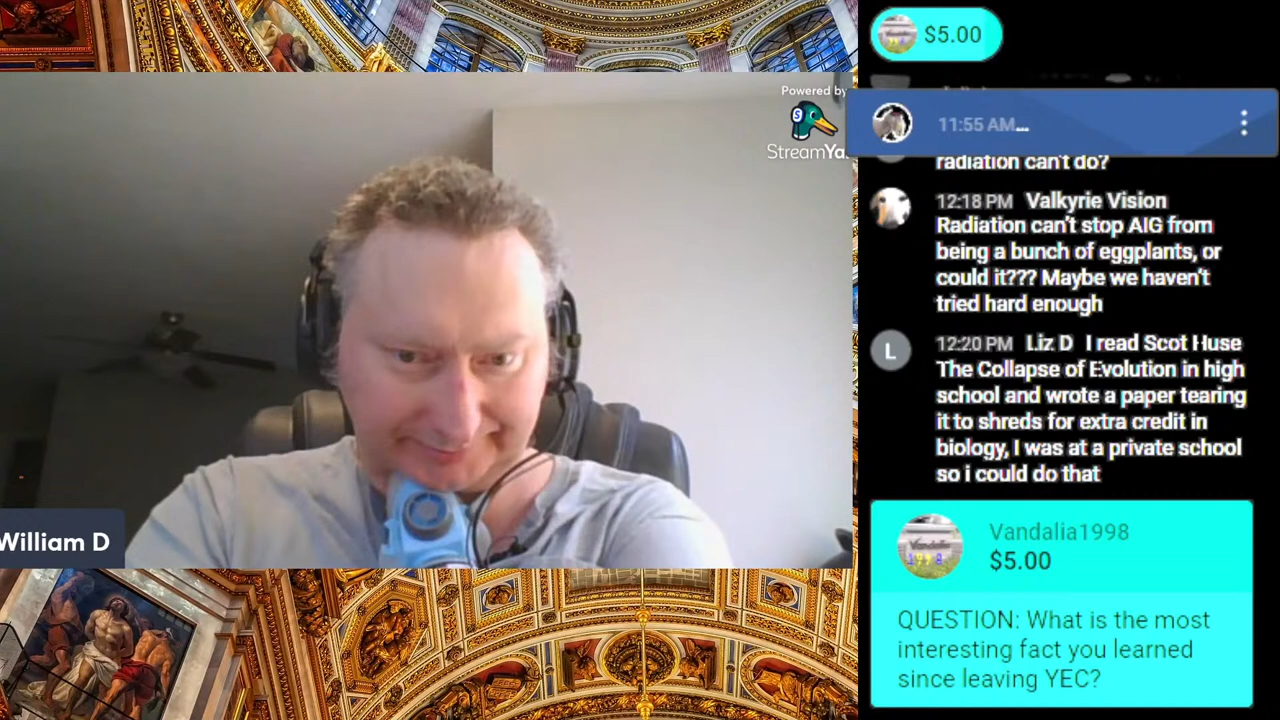 $5.00
Powered by
StreamYa
11:55 AM...
radiation can't do?
12:18 PM Valkyrie Vision
Radiation can't stop AIG from
being a bunch of eggplants, or
could it??? Maybe we haven't
tried hard enough
L
12:20 PM Liz D I read Scot Huse
The Collapse of Evolution in high
school and wrote a paper tearing
it to shreds for extra credit in
biology, I was at a private school
so i could do that
William D
Vandalia1998
$5.00
QUESTION: What is the most
interesting fact you learned
since leaving YEC?